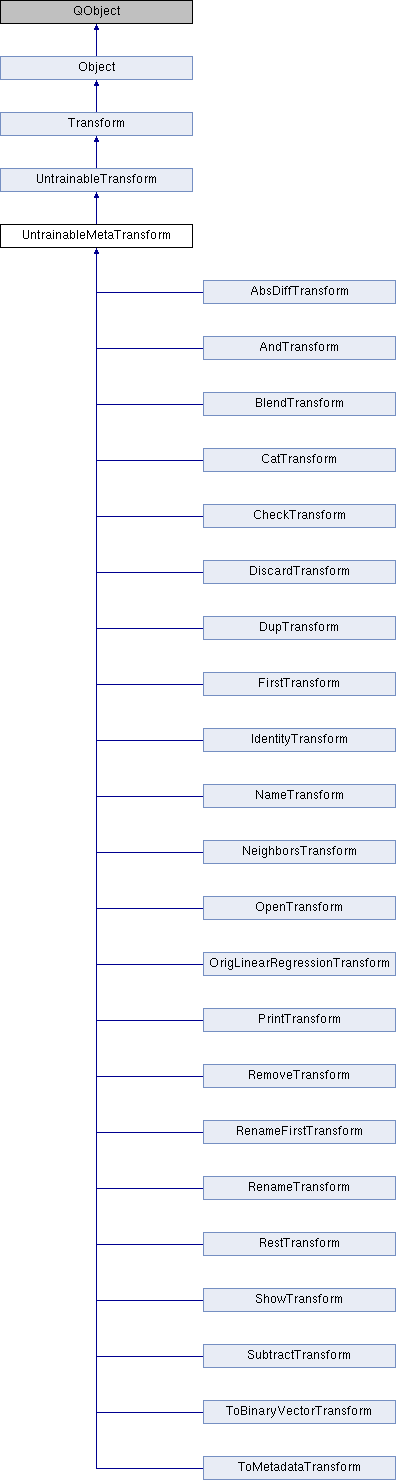 QObject
Object
Transform
UntrainableTransform
UntrainableMetaTransform
AbsDiffTransform
AndTransform
BlendTransform
CatTransform
CheckTransform
DiscardTransform
DupTransform
FirstTransform
IdentityTransform
NameTransform
NeighborsTransform
OpenTransform
OrigLinearRegressionTransform
PrintTransform
RemoveTransform
RenameFirstTransform
RenameTransform
RestTransform
ShowTransform
SubtractTransform
ToBinaryVectorTransform
ToMetadataTransform